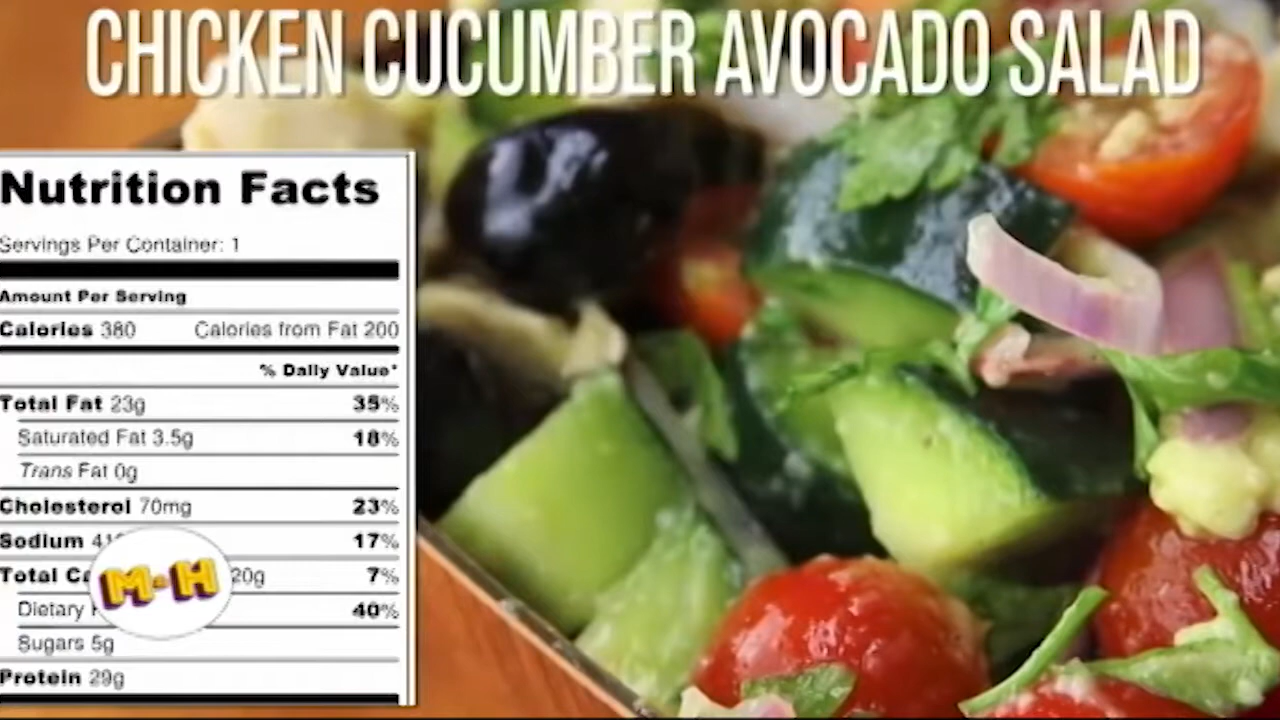 CHICKEN CUCUMBER AVOCADO SALAD
Nutrition Facts
Servings Per Container: 1
Amount Per Serving
Calories 380 Calories from Fat 200
% Daily Value*
Total Fat 23g 35%
Saturated Fat 3.5g 18%
Trans Fat 0g
Cholesterol 70mg 23%
Sodium 17%
Total 20g 7%
M·H
Dietary 40%
Sugars 5g
Protein 29g